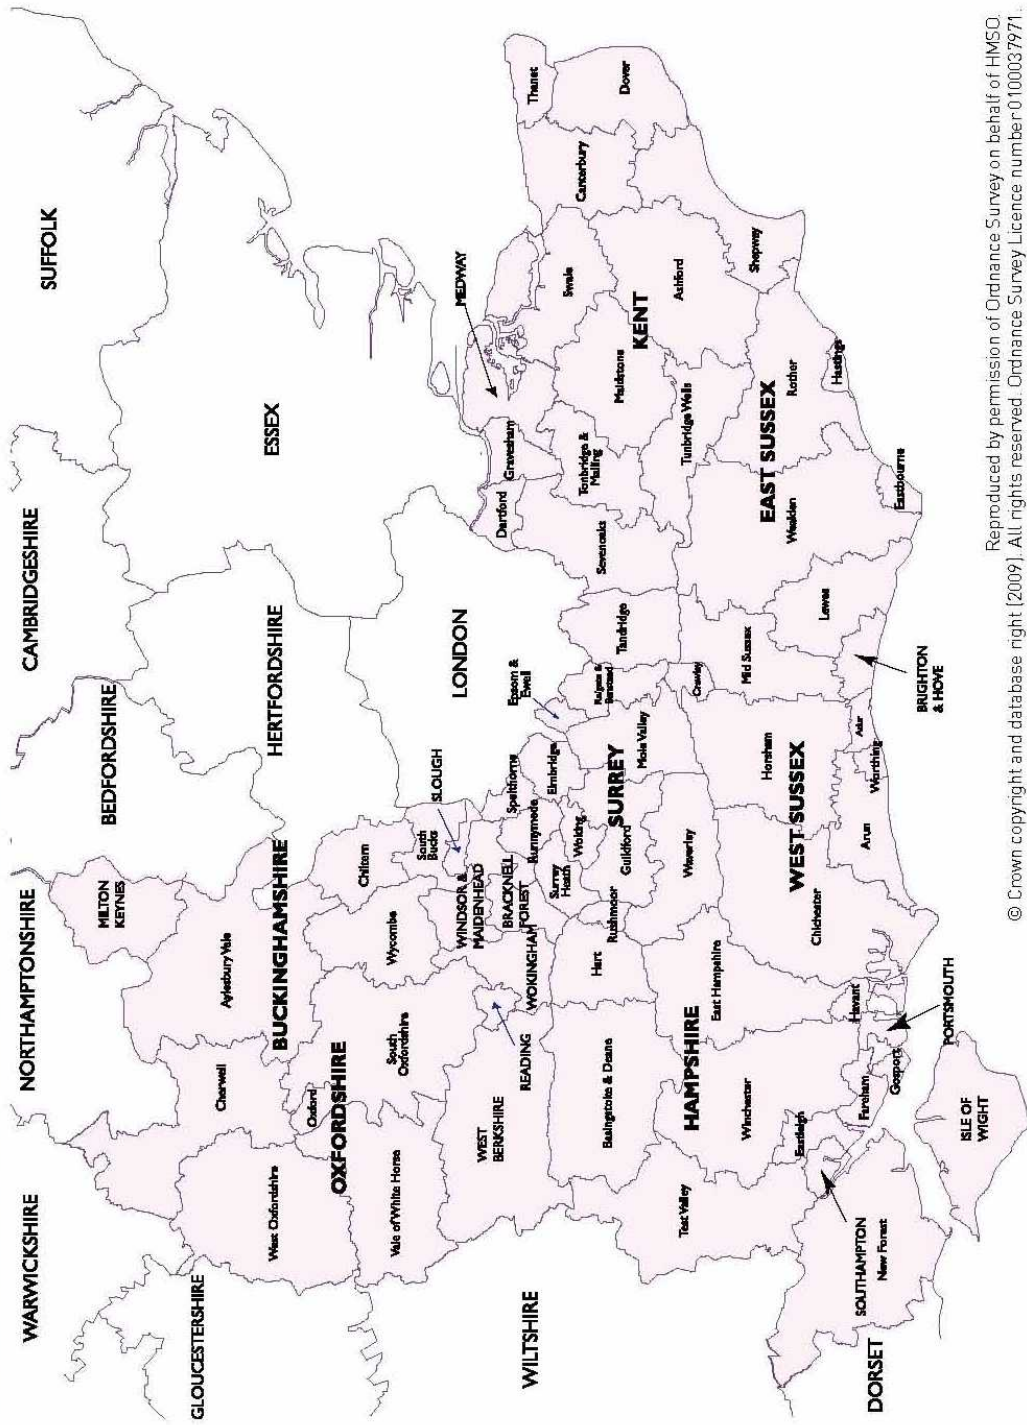 WARWICKSHIRE
NORTHAMPTONSHIRE
BEDFORDSHIRE
CAMBRIDGESHIRE
SUFFOLK
GLOUCESTERSHIRE
MILTON
KEYNES
Cherwell
Aylesbury Vale
West Oxfordshire
BUCKINGHAMSHIRE
HERTFORDSHIRE
ESSEX
Oxford
OXFORDSHIRE
Chiltern
Wycombe
South
Oxfordshire
Vale of White Horse
South
Bucks
SLOUGH
LONDON
MEDWAY
WINDSOR &
MAIDENHEAD
WEST
BERKSHIRE
READING
WOKINGHAM
BRACKNELL
FOREST
Runnymede
Spelthorne
Epsom &
Ewell
Elmbridge
Dartford
Gravesham
Thanet
WILTSHIRE
Surrey
Heath
Woking
Swale
Canterbury
Tonbridge &
Malling
Sevenoaks
Maidstone
Dover
Basingstoke & Deane
Hart
Rushmoor
Guildford
SURREY
Reigate &
Banstead
Tandridge
Mole Valley
KENT
Ashford
Test Valley
HAMPSHIRE
East Hampshire
Waverley
Crawley
Tunbridge Wells
Shepway
Winchester
Horsham
Mid Sussex
EAST SUSSEX
Wealden
Rother
WEST SUSSEX
Chichester
Lewes
Hastings
Eastleigh
SOUTHAMPTON
New Forest
Fareham
Havant
Gosport
Arun
Worthing
Adur
Eastbourne
DORSET
PORTSMOUTH
BRIGHTON
& HOVE
ISLE OF
WIGHT
Reproduced by permission of Ordnance Survey on behalf of HMSO.
© Crown copyright and database right [2009]. All rights reserved. Ordnance Survey Licence number 0100037971.